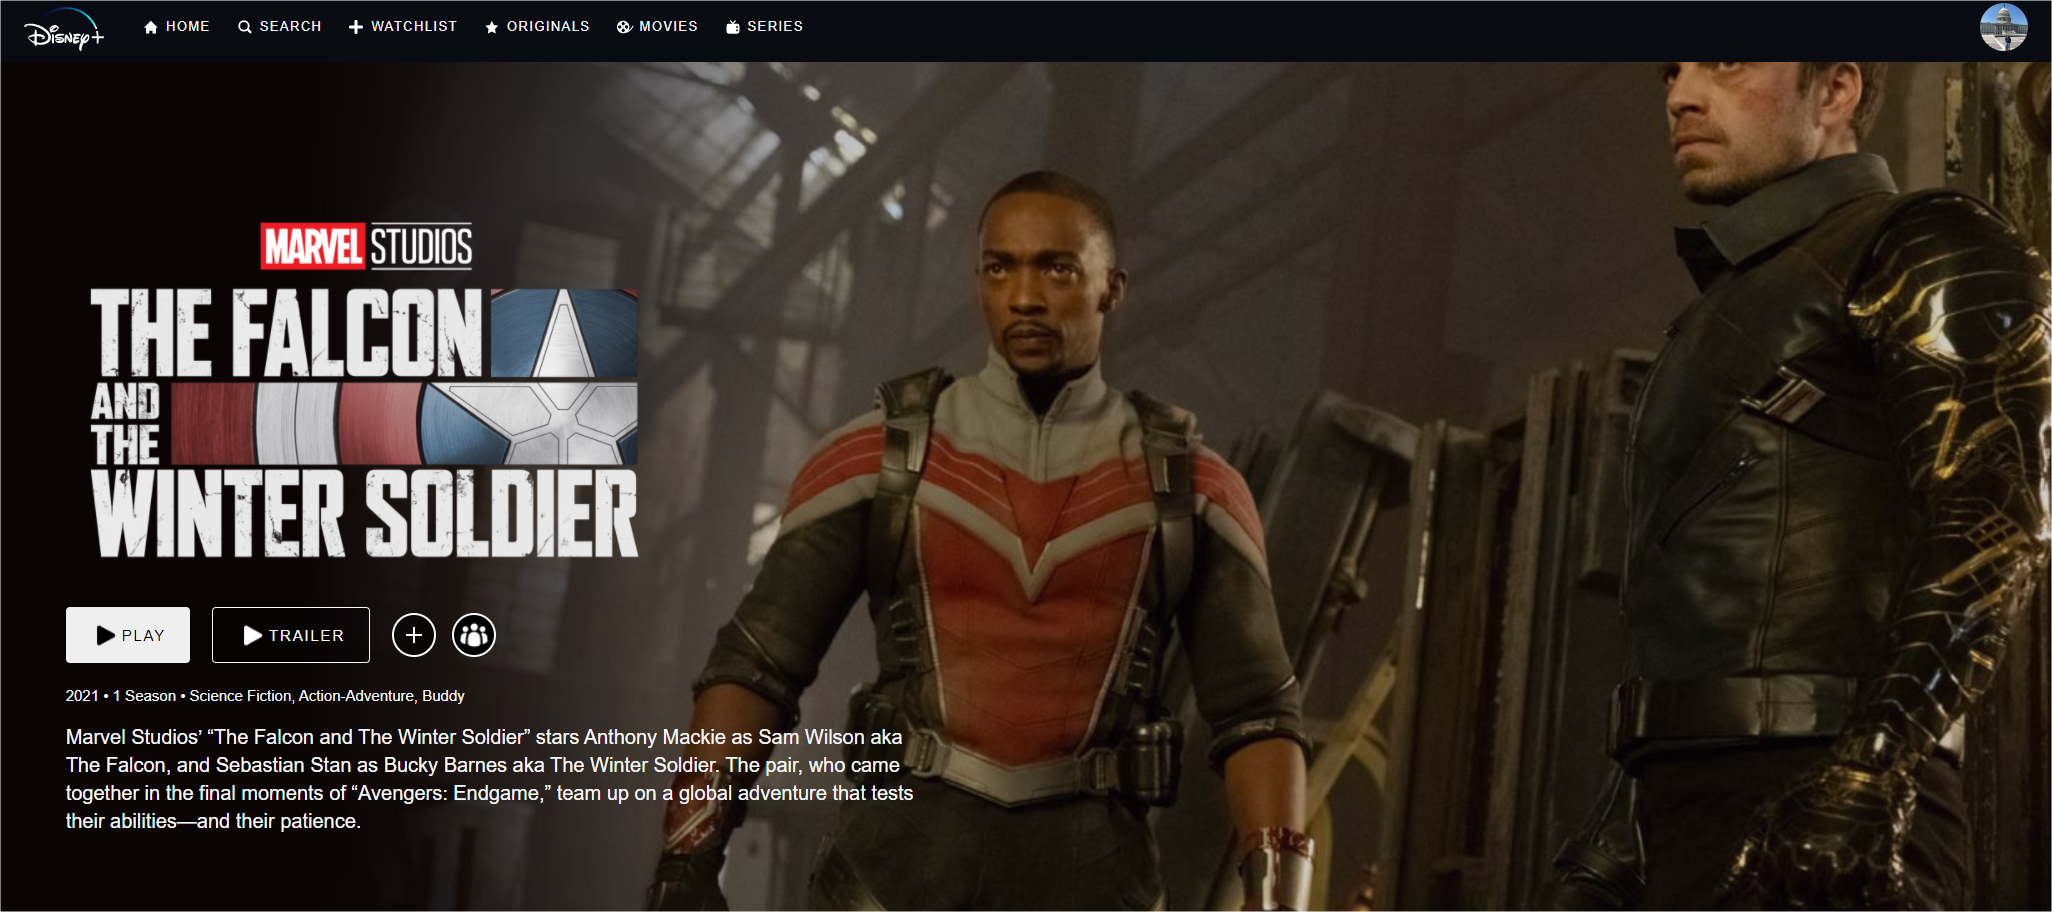 Disney+
HOME
SEARCH
WATCHLIST
ORIGINALS
MOVIES
SERIES
MARVEL STUDIOS
THE FALCON
AND
THE
WINTER SOLDIER
PLAY
TRAILER
2021 • 1 Season • Science Fiction, Action-Adventure, Buddy
Marvel Studios’ “The Falcon and The Winter Soldier” stars Anthony Mackie as Sam Wilson aka
The Falcon, and Sebastian Stan as Bucky Barnes aka The Winter Soldier. The pair, who came
together in the final moments of “Avengers: Endgame,” team up on a global adventure that tests
their abilities—and their patience.